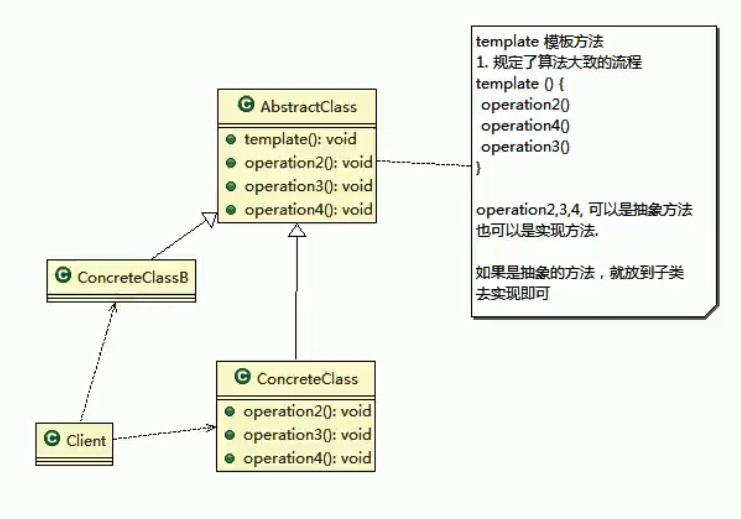 template 模板方法
1. 规定了算法大致的流程
template () {
operation2()
operation4()
operation3()
}
operation2,3,4, 可以是抽象方法
也可以是实现方法.
如果是抽象的方法，就放到子类
去实现即可
C AbstractClass
template(): void
operation2(): void
operation3(): void
operation4(): void
C ConcreteClassB
C ConcreteClass
operation2(): void
operation3(): void
operation4(): void
C Client